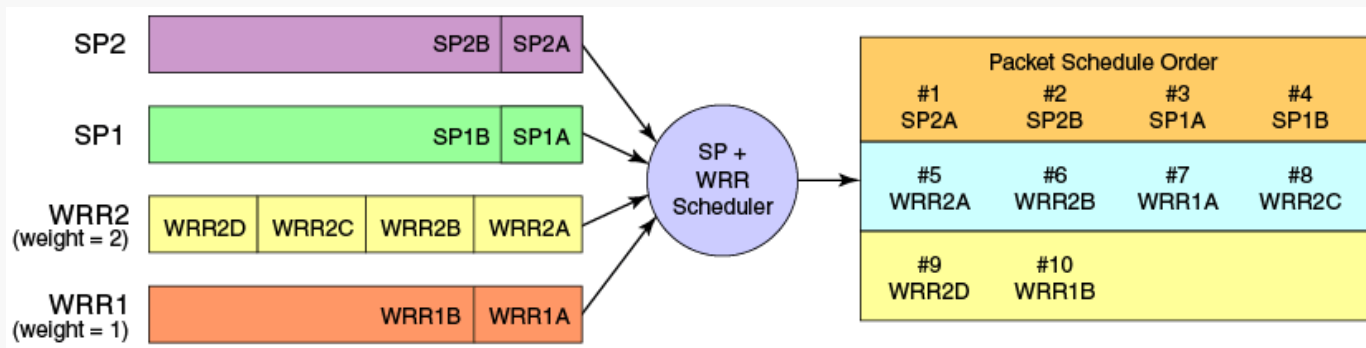 SP2
SP2B SP2A
SP1
SP1B SP1A
WRR2
(weight = 2)
WRR2D WRR2C WRR2B WRR2A
WRR1
(weight = 1)
WRR1B WRR1A
SP +
WRR
Scheduler
Packet Schedule Order
#1 #2 #3 #4
SP2A SP2B SP1A SP1B
#5 #6 #7 #8
WRR2A WRR2B WRR1A WRR2C
#9 #10
WRR2D WRR1B